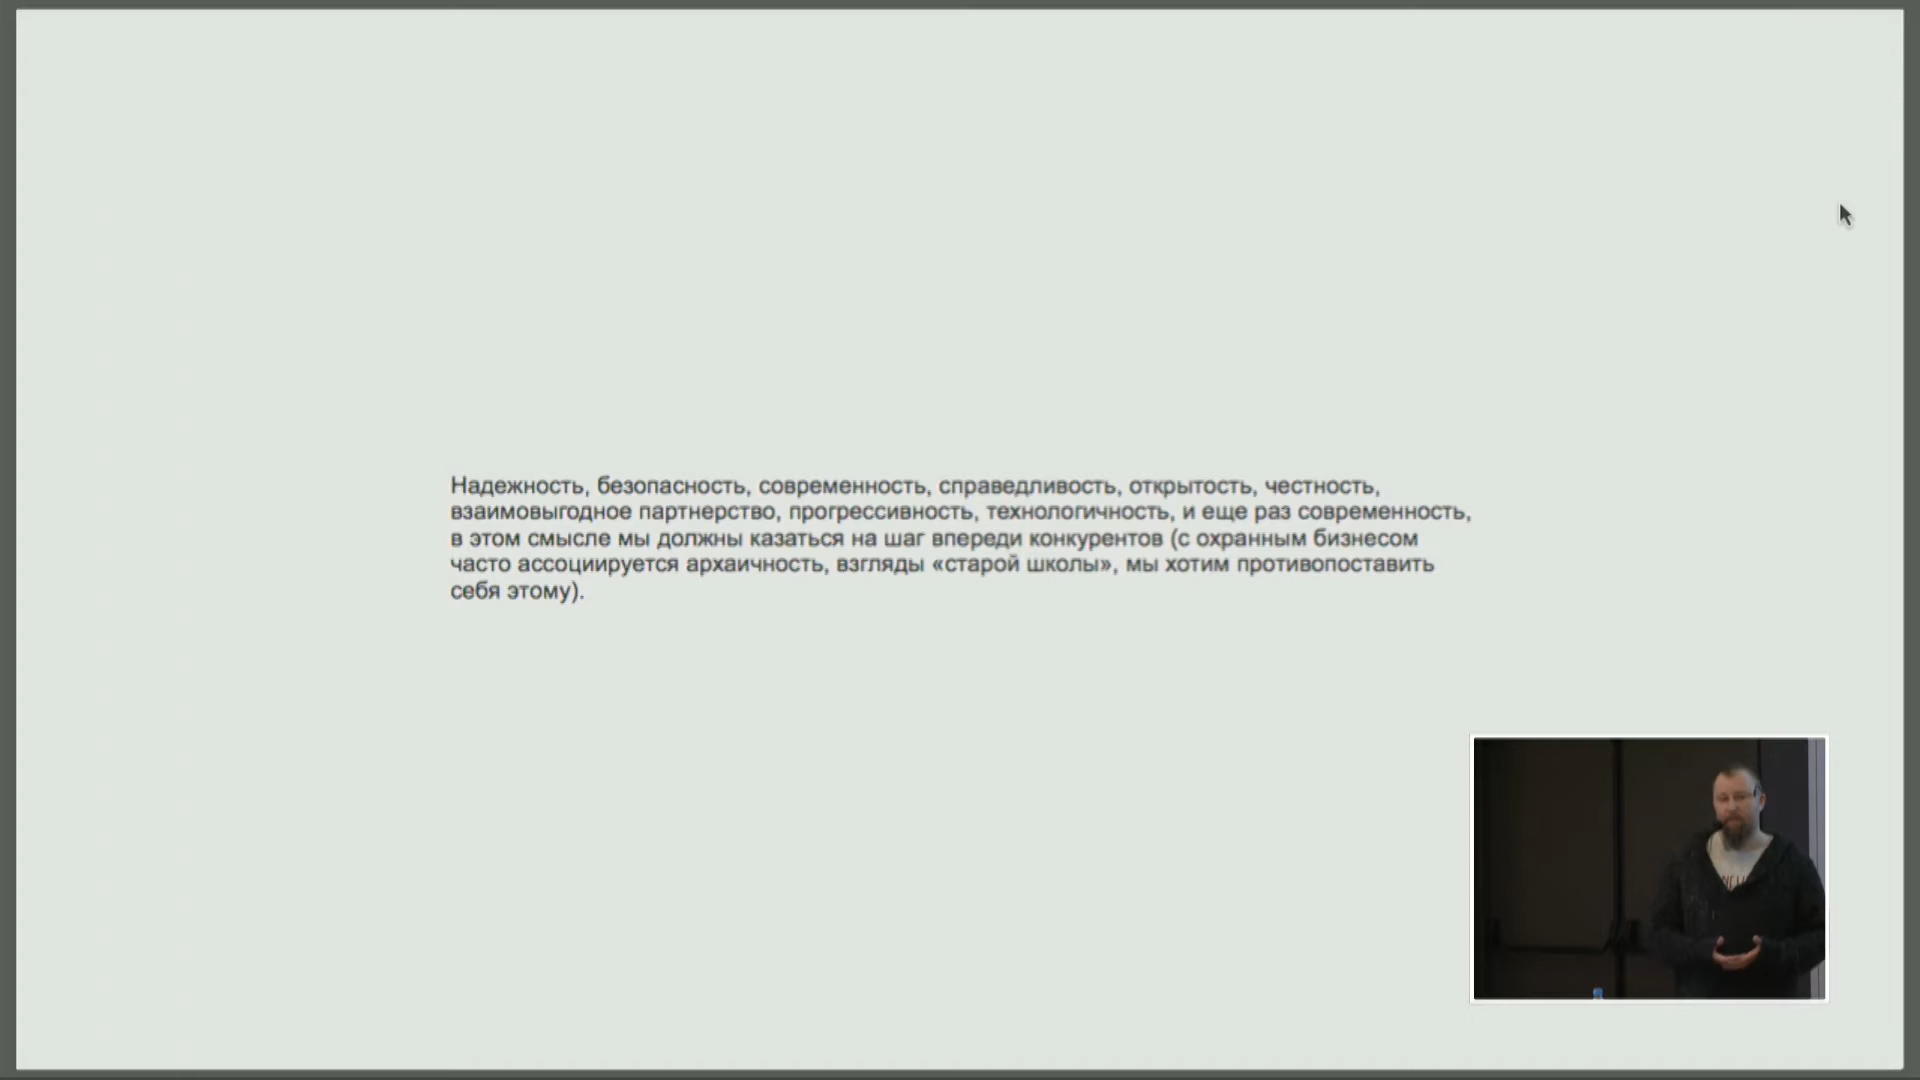 Надежность, безопасность, современность, справедливость, открытость, честность,
взаимовыгодное партнерство, прогрессивность, технологичность, и еще раз современность,
в этом смысле мы должны казаться на шаг впереди конкурентов (с охранным бизнесом
часто ассоциируется архаичность, взгляды «старой школы», мы хотим противопоставить
себя этому).